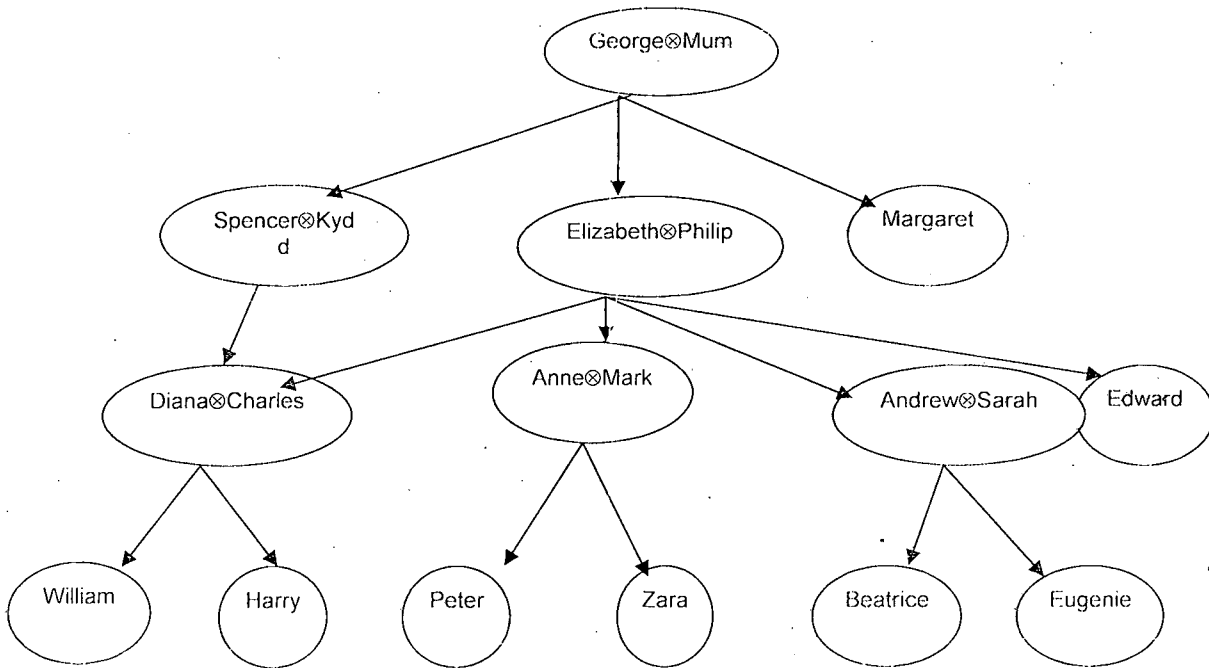 George⊗Mum
Spencer⊗Kyd
d
Elizabeth⊗Philip
Margaret
Diana⊗Charles
Anne⊗Mark
Andrew⊗Sarah
Edward
William
Harry
Peter
Zara
Beatrice
Eugenie